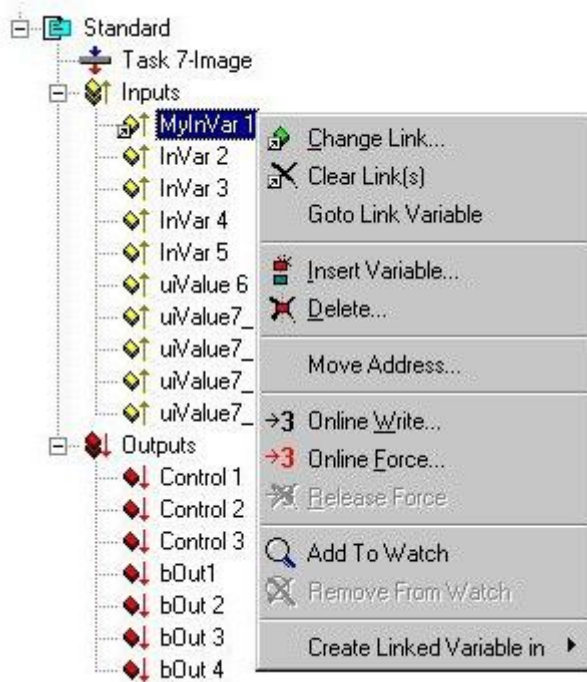 Standard
Task 7-Image
Inputs
MyInVar 1
InVar 2
InVar 3
InVar 4
InVar 5
uiValue 6
uiValue7_
uiValue7_
uiValue7_
uiValue7_
Outputs
Control 1
Control 2
Control 3
bOut1
bOut 2
bOut 3
bOut 4
Change Link...
Clear Link(s)
Goto Link Variable
Insert Variable...
Delete...
Move Address...
→3 Online Write...
→3 Online Force...
Release Force
Add To Watch
Remove From Watch
Create Linked Variable in